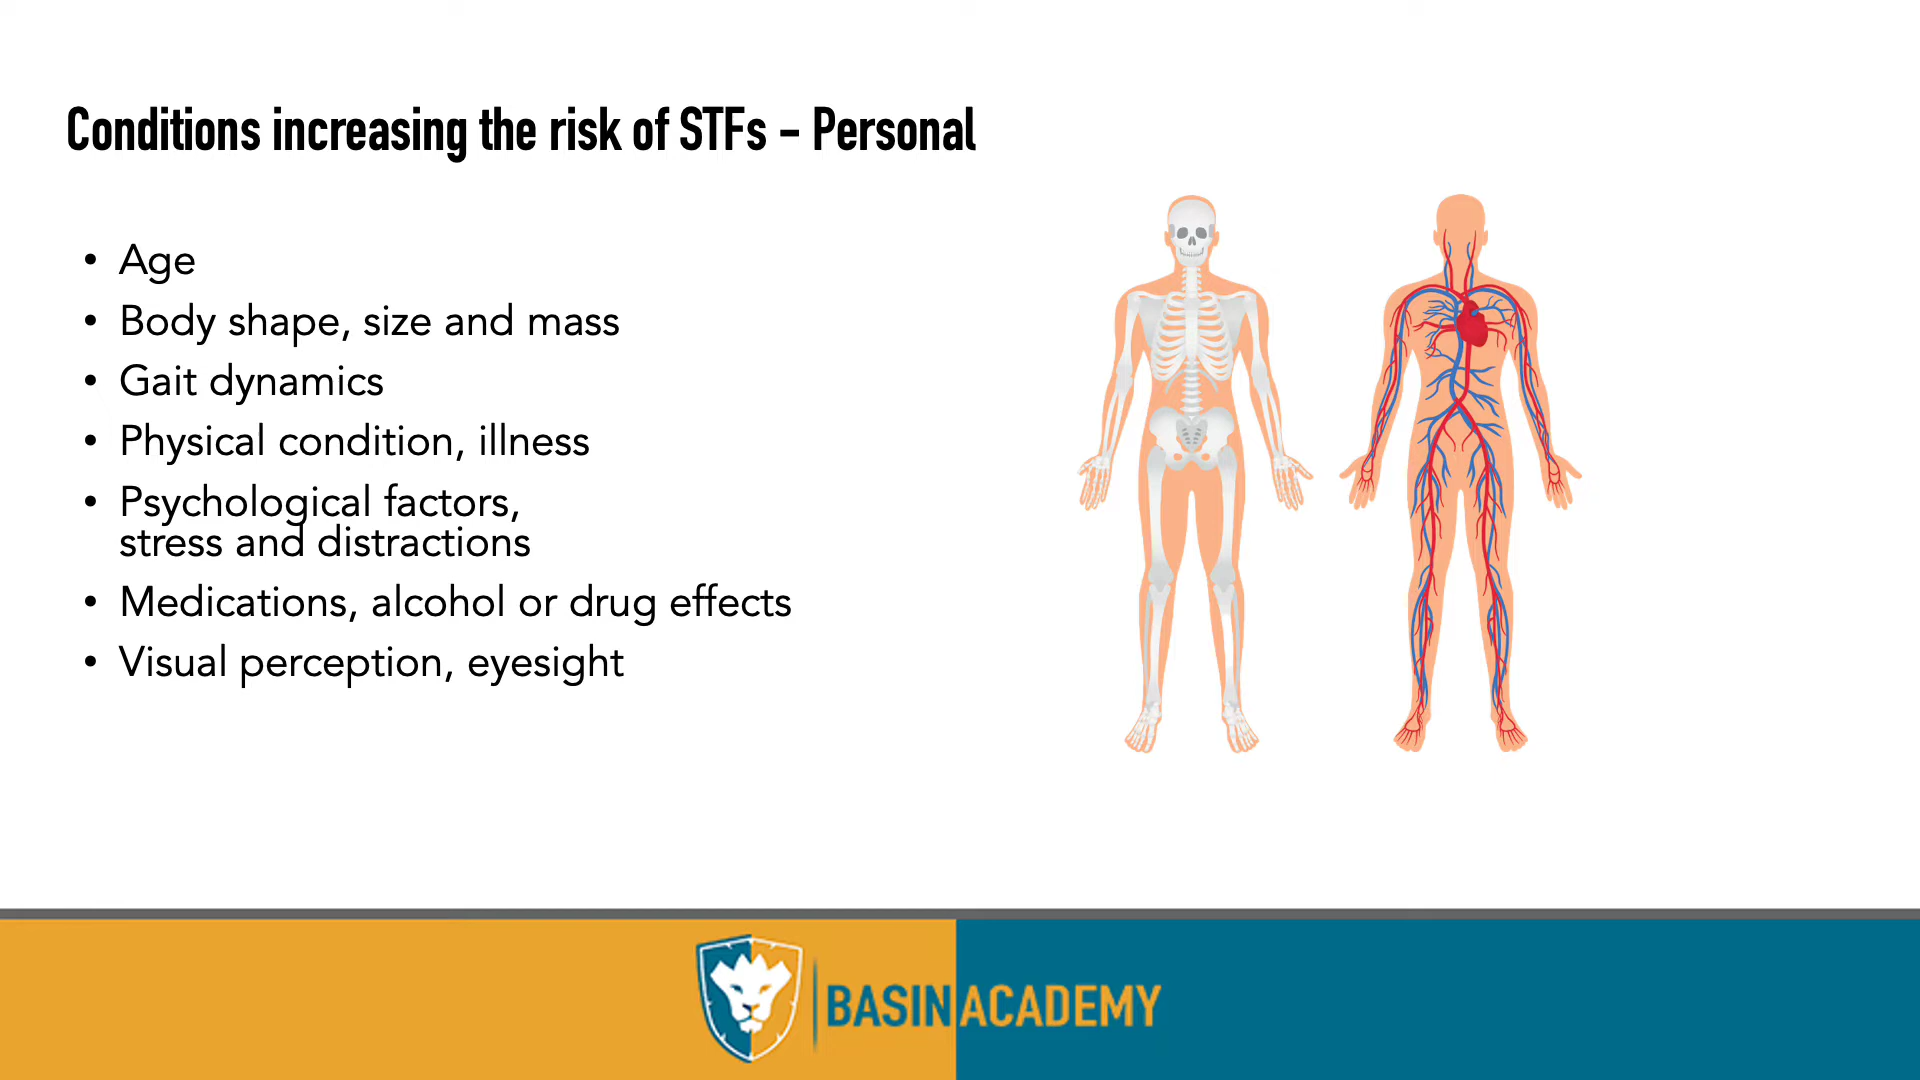 Conditions increasing the risk of STFs – Personal
• Age
• Body shape, size and mass
• Gait dynamics
• Physical condition, illness
• Psychological factors,
stress and distractions
• Medications, alcohol or drug effects
• Visual perception, eyesight
BASIN ACADEMY